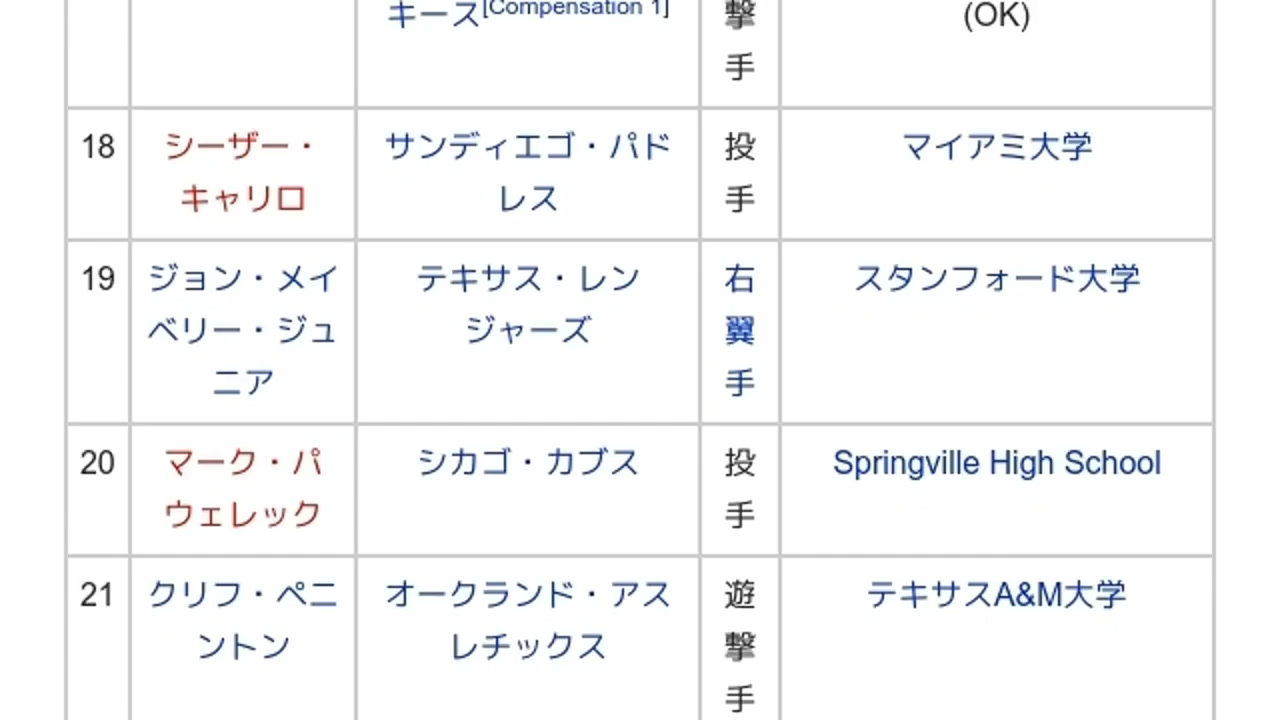 キース[Compensation 1]
撃
(OK)
手
18
シーザー・
キャリロ
サンディエゴ・パド
レス
投
手
マイアミ大学
19
ジョン・メイ
ベリー・ジュ
ニア
テキサス・レン
ジャーズ
右
翼
手
スタンフォード大学
20
マーク・パ
ウェレック
シカゴ・カブス
投
手
Springville High School
21
クリフ・ペニ
ントン
オークランド・アス
レチックス
遊
撃
手
テキサスA&M大学